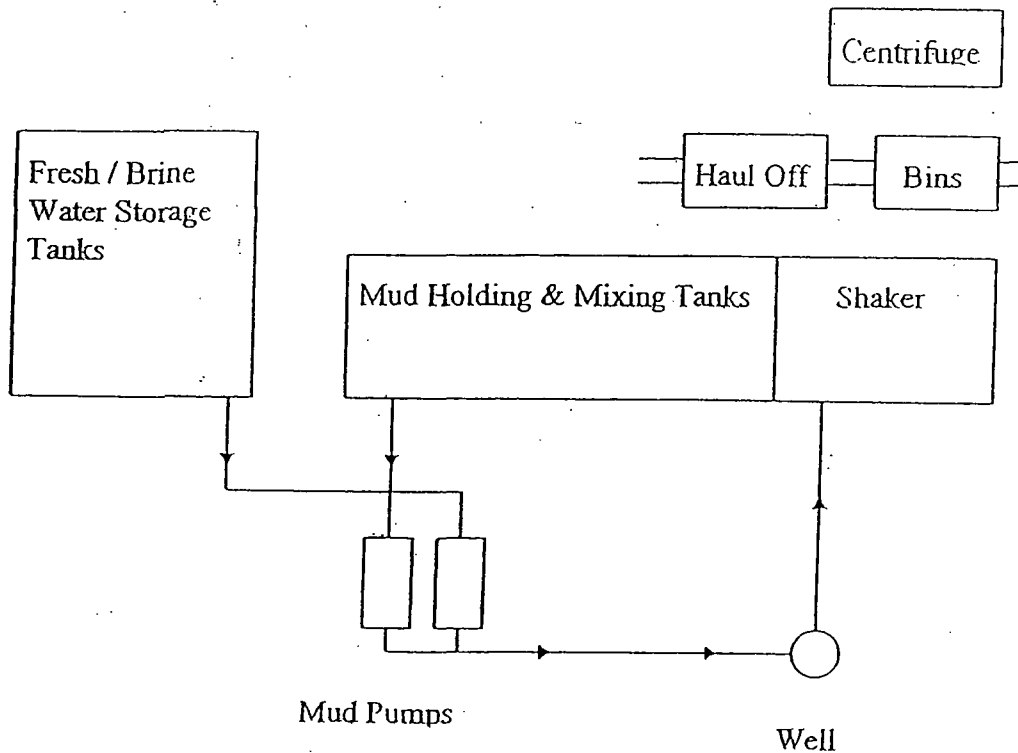 Centrifuge
Fresh / Brine
Water Storage
Tanks
Haul Off
Bins
Mud Holding & Mixing Tanks
Shaker
Mud Pumps
Well